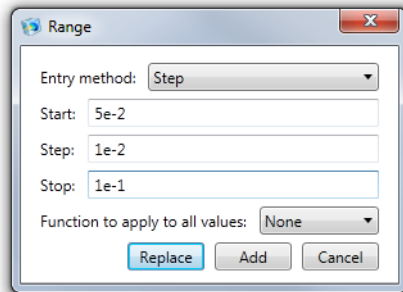 Range
Entry method: Step
Start: 5e-2
Step: 1e-2
Stop: 1e-1
Function to apply to all values: None
Replace Add Cancel